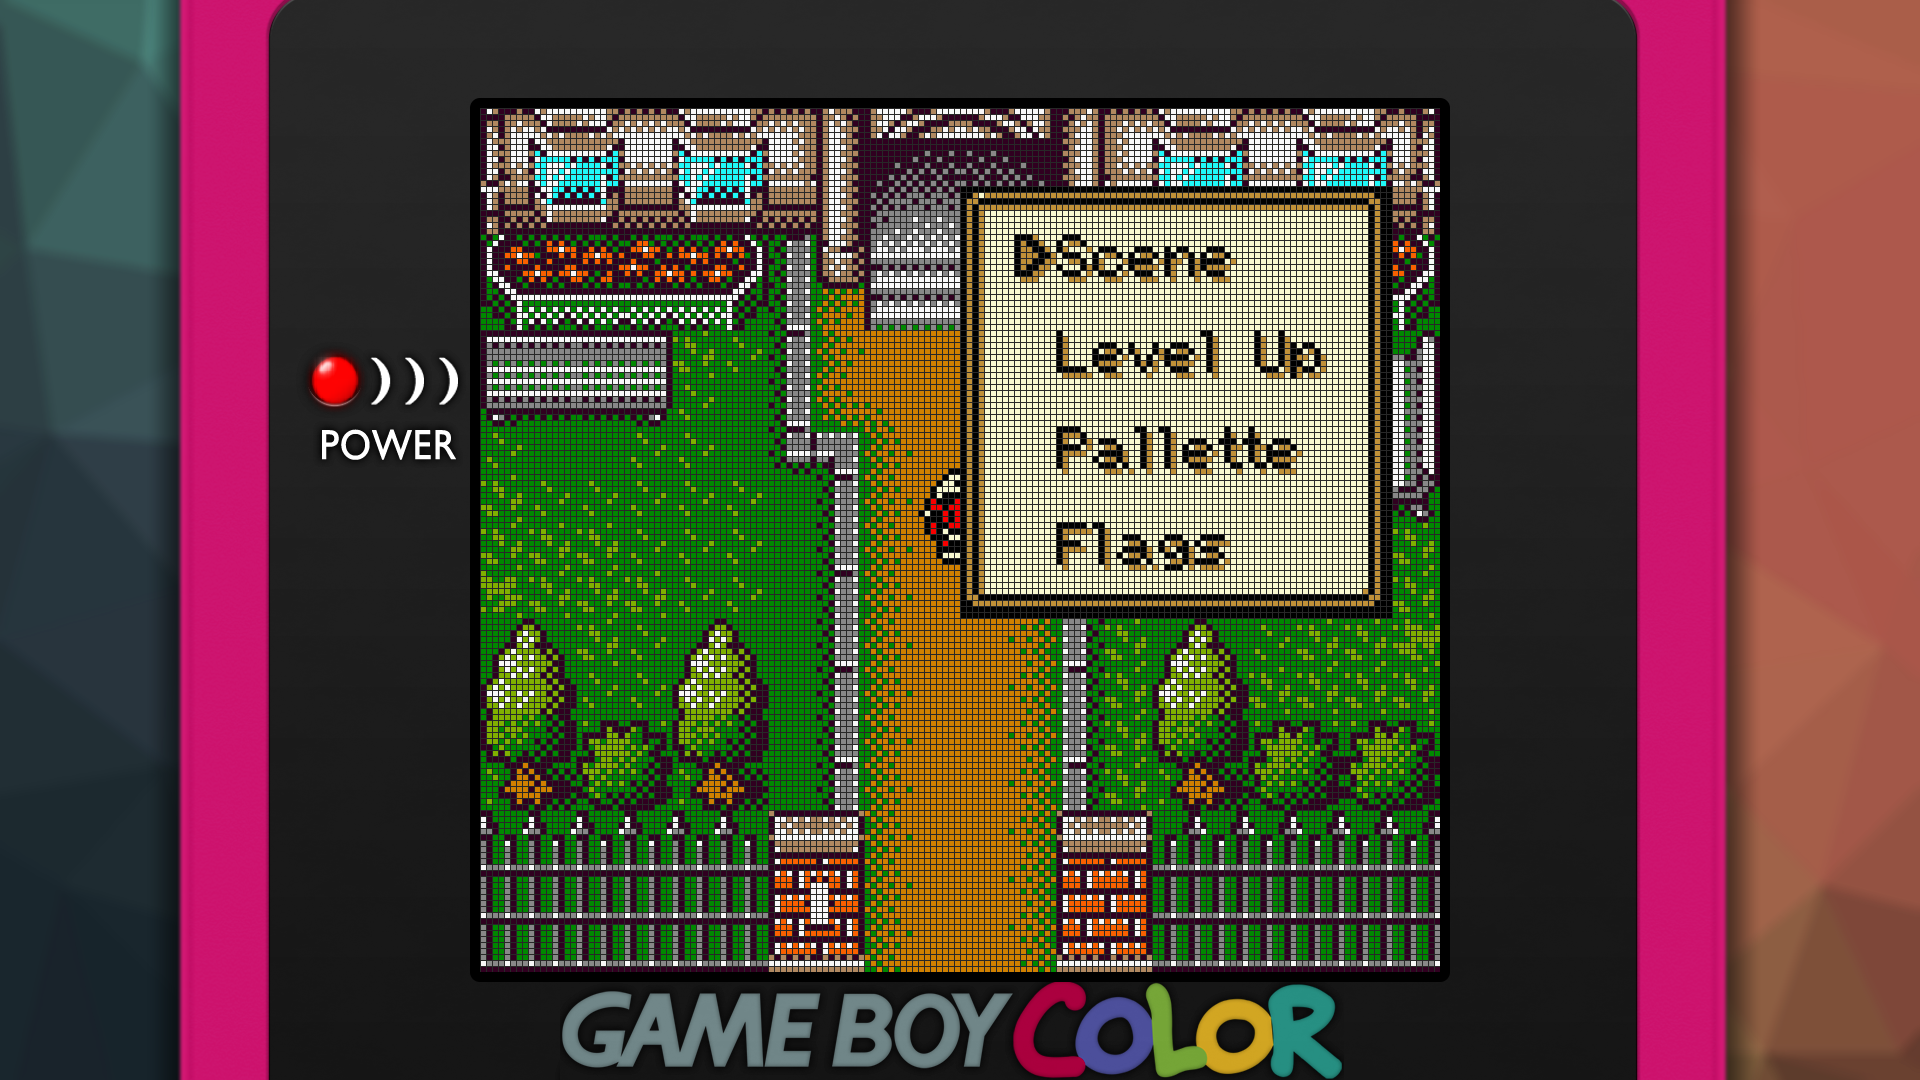 Scene
Level Up
Pallette
Flags
POWER
GAME BOY COLOR